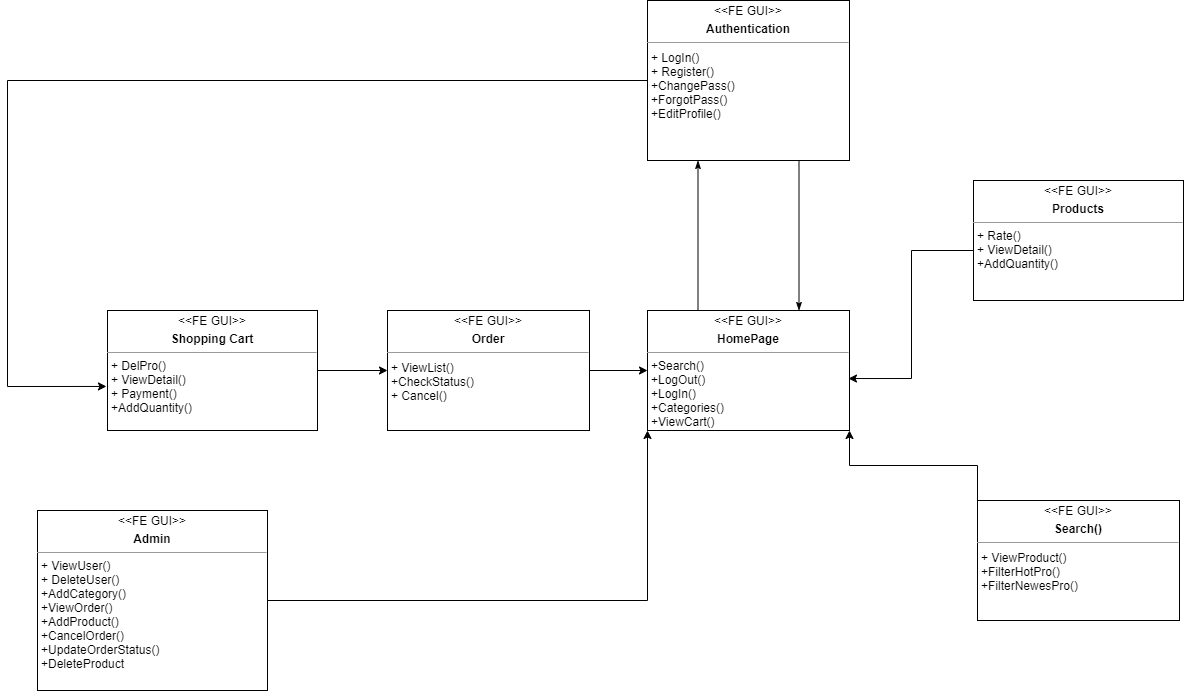 <<FE GUI>>
Authentication
+ LogIn()
+ Register()
+ChangePass()
+ForgotPass()
+EditProfile()
<<FE GUI>>
Products
+ Rate()
+ ViewDetail()
+AddQuantity()
<<FE GUI>>
Shopping Cart
+ DelPro()
+ ViewDetail()
+ Payment()
+AddQuantity()
<<FE GUI>>
Order
+ ViewList()
+CheckStatus()
+ Cancel()
<<FE GUI>>
HomePage
+Search()
+LogOut()
+LogIn()
+Categories()
+ViewCart()
<<FE GUI>>
Admin
+ ViewUser()
+ DeleteUser()
+AddCategory()
+ViewOrder()
+AddProduct()
+CancelOrder()
+UpdateOrderStatus()
+DeleteProduct
<<FE GUI>>
Search()
+ ViewProduct()
+FilterHotPro()
+FilterNewesPro()